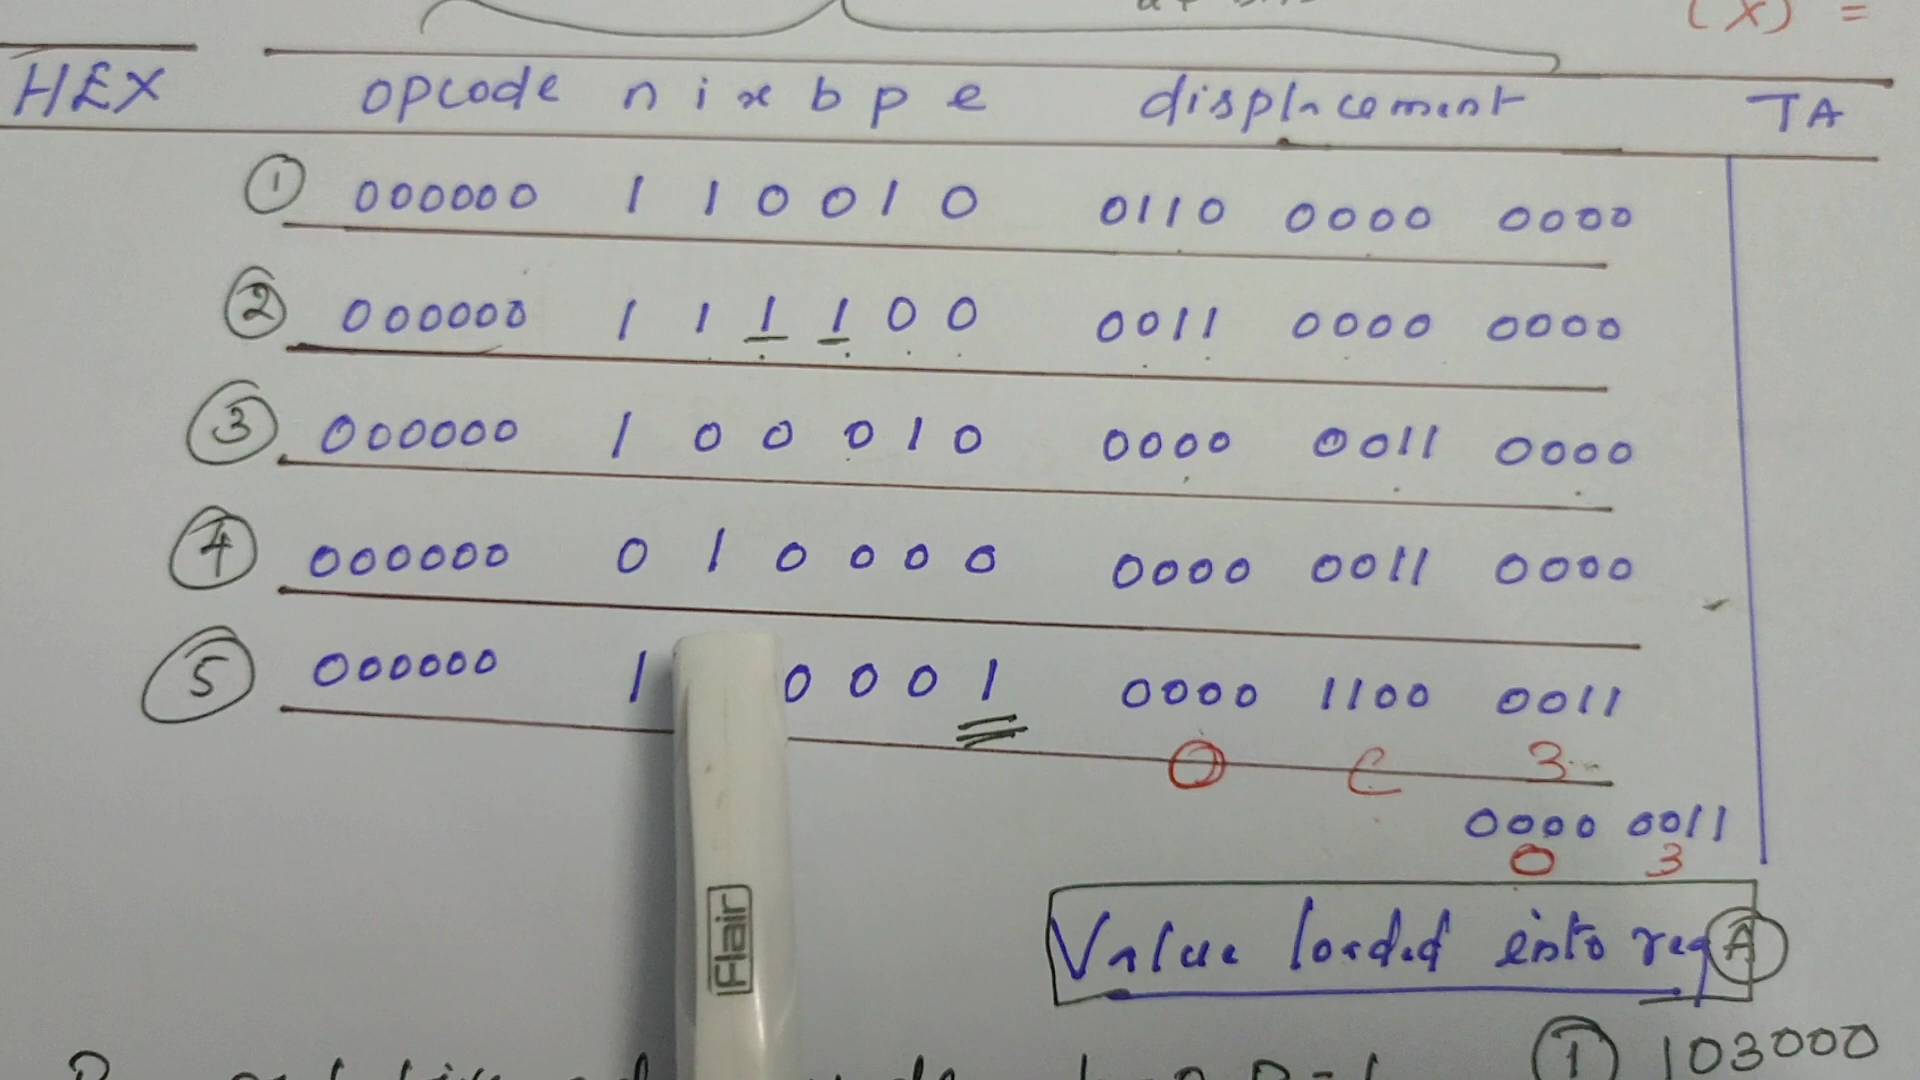 (X) =
HEX opcode n i x b p e displacement TA
① 000000 1 1 0 0 1 0 0110 0000 0000
② 000000 1 1 1 1 0 0 0011 0000 0000
③ 000000 1 0 0 0 1 0 0000 0011 0000
④ 000000 0 1 0 0 0 0 0000 0011 0000
⑤ 000000 1 0 0 0 1 0000 1100 0011
0 C 3
0000 0011
0 3
Value loaded into reg A
Flair
① 103000